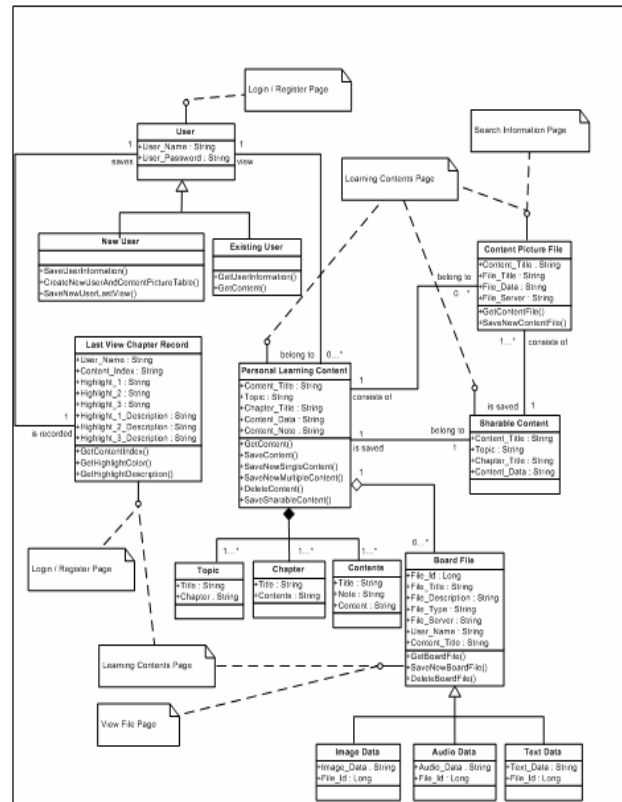 Login / Register Page
User
+User_Name : String
+User_Password : String
1
saves
1
view
Search Information Page
Learning Contents Page
New User
+SaveUserInformation()
+CreateNewUserAndContentPictureTable()
+SaveNewUserLastView()
Existing User
+GetUserInformation()
+GetContent()
Content Picture File
+Content_Title : String
+File_Title : String
+File_Data : String
+File_Server : String
+GetContentFile()
+SaveNewContentFile()
belong to
0...*
1...*
consists of
Last View Chapter Record
+User_Name : String
+Content_Index : String
+Highlight_1 : String
+Highlight_2 : String
+Highlight_3 : String
+Highlight_1_Description : String
+Highlight_2_Description : String
+Highlight_3_Description : String
+GetContentIndex()
+GetHighlightColor()
+GetHighlightDescription()
1
is recorded
belong to
0...*
Personal Learning Content
+Content_Title : String
+Topic : String
+Chapter_Title : String
+Content_Data : String
+Content_Note : String
+GetContent()
+SaveContent()
+SaveNewSingleContent()
+SaveNewMultipleContent()
+DeleteContent()
+SaveSharableContent()
1
consists of
1
is saved
belong to
1
is saved
1
Sharable Content
+Content_Title : String
+Topic : String
+Chapter_Title : String
+Content_Data : String
1
0...*
1...*
1...*
1...*
Topic
+Title : String
+Chapter : String
Chapter
+Title : String
+Contents : String
Contents
+Title : String
+Note : String
+Content : String
Board File
+File_Id : Long
+File_Title : String
+File_Description : String
+File_Type : String
+File_Server : String
+User_Name : String
+Content_Title : String
+GetBoardFile()
+SaveNewBoardFile()
+DeleteBoardFile()
Login / Register Page
Learning Contents Page
View File Page
Image Data
+Image_Data : String
+File_Id : Long
Audio Data
+Audio_Data : String
+File_Id : Long
Text Data
+Text_Data : String
+File_Id : Long